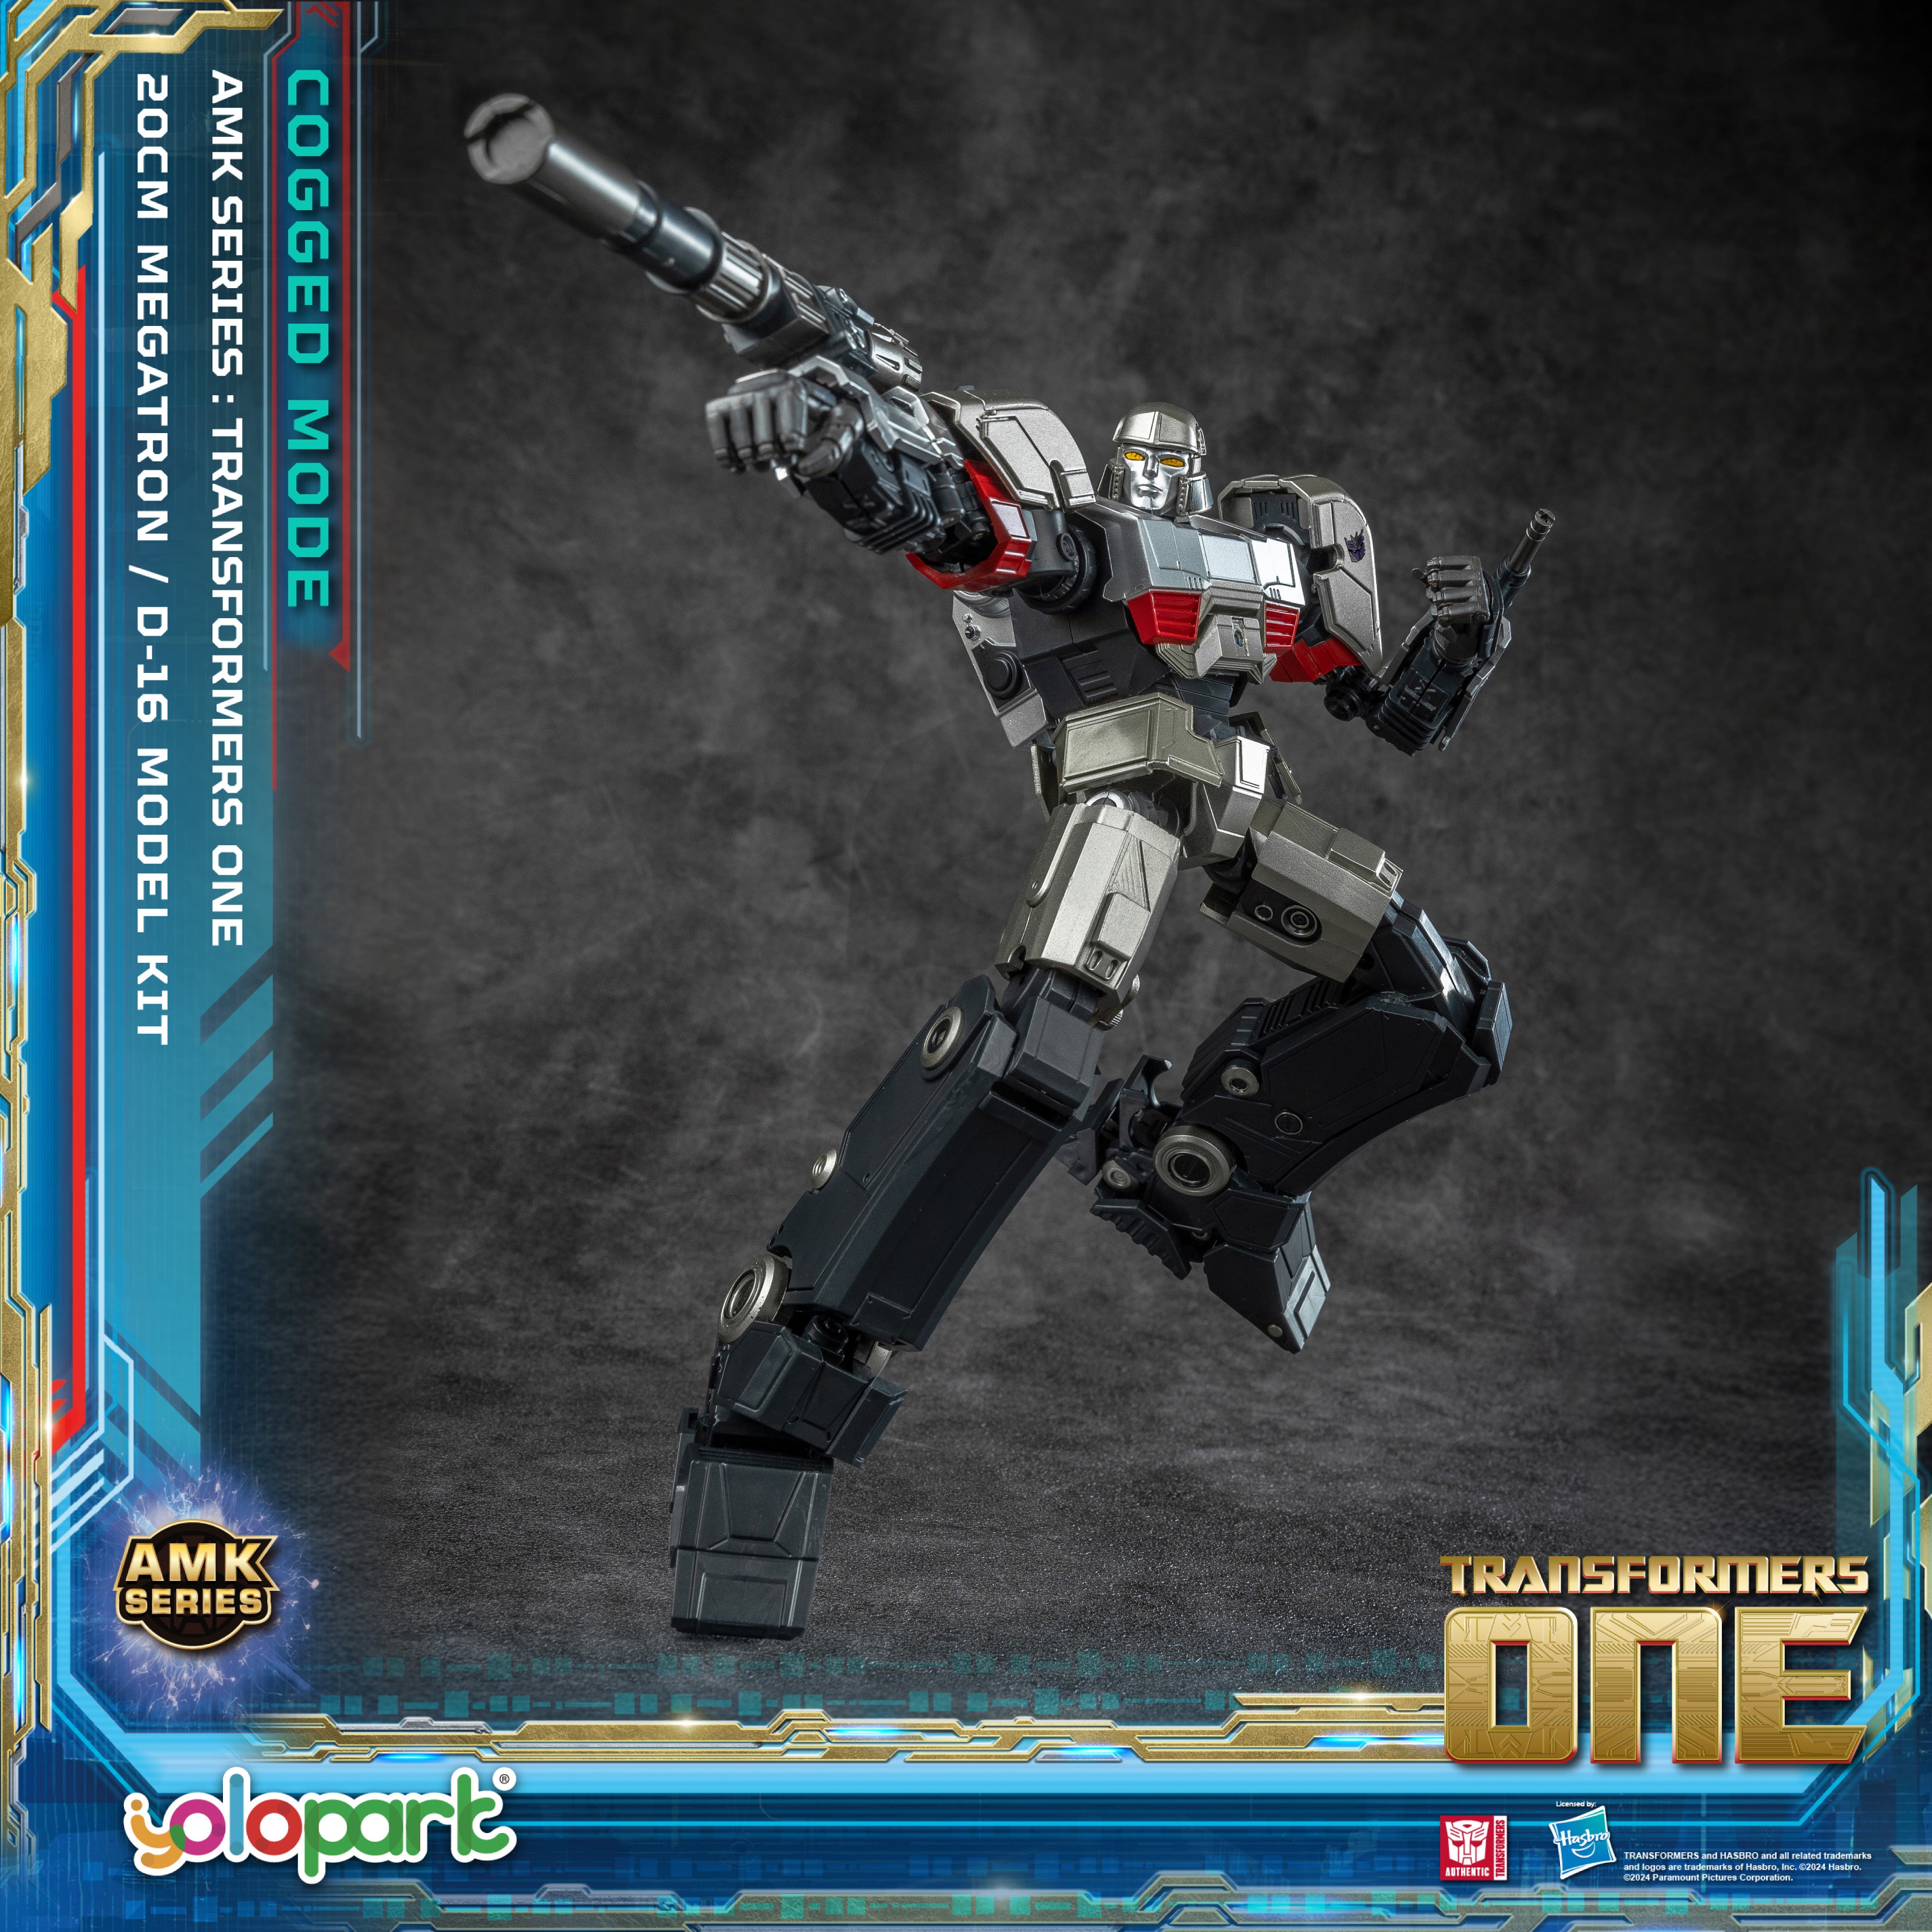 COGGED MODE
AMK SERIES : TRANSFORMERS ONE
20CM MEGATRON / D-16 MODEL KIT
AMK
SERIES
TRANSFORMERS
ONE
yolopart®
AUTHENTIC
TRANSFORMERS
Licensed by:
Hasbro
TRANSFORMERS and HASBRO and all related trademarks
and logos are trademarks of Hasbro, Inc. ©2024 Hasbro.
©2024 Paramount Pictures Corporation.